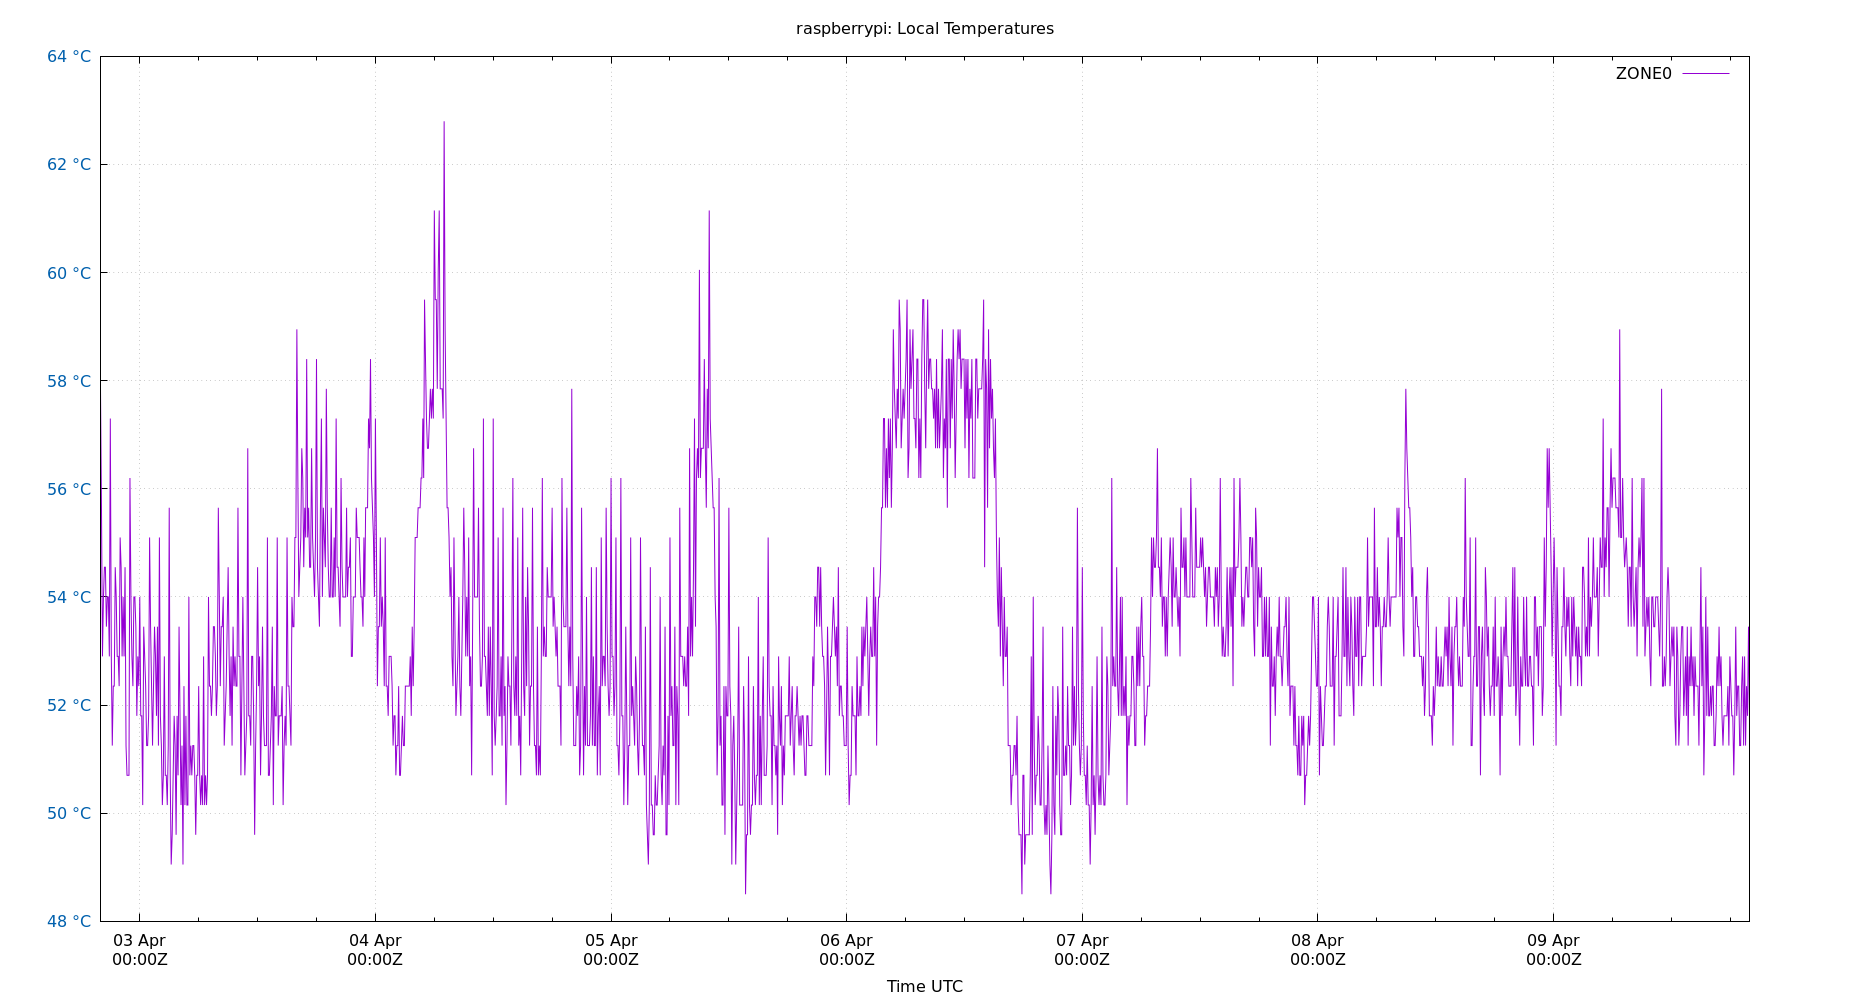 raspberrypi: Local Temperatures
64 °C
ZONE0
62 °C
60 °C
58 °C
56 °C
54 °C
52 °C
50 °C
48 °C
03 Apr 04 Apr 05 Apr 06 Apr 07 Apr 08 Apr 09 Apr
00:00Z 00:00Z 00:00Z 00:00Z 00:00Z 00:00Z 00:00Z
Time UTC